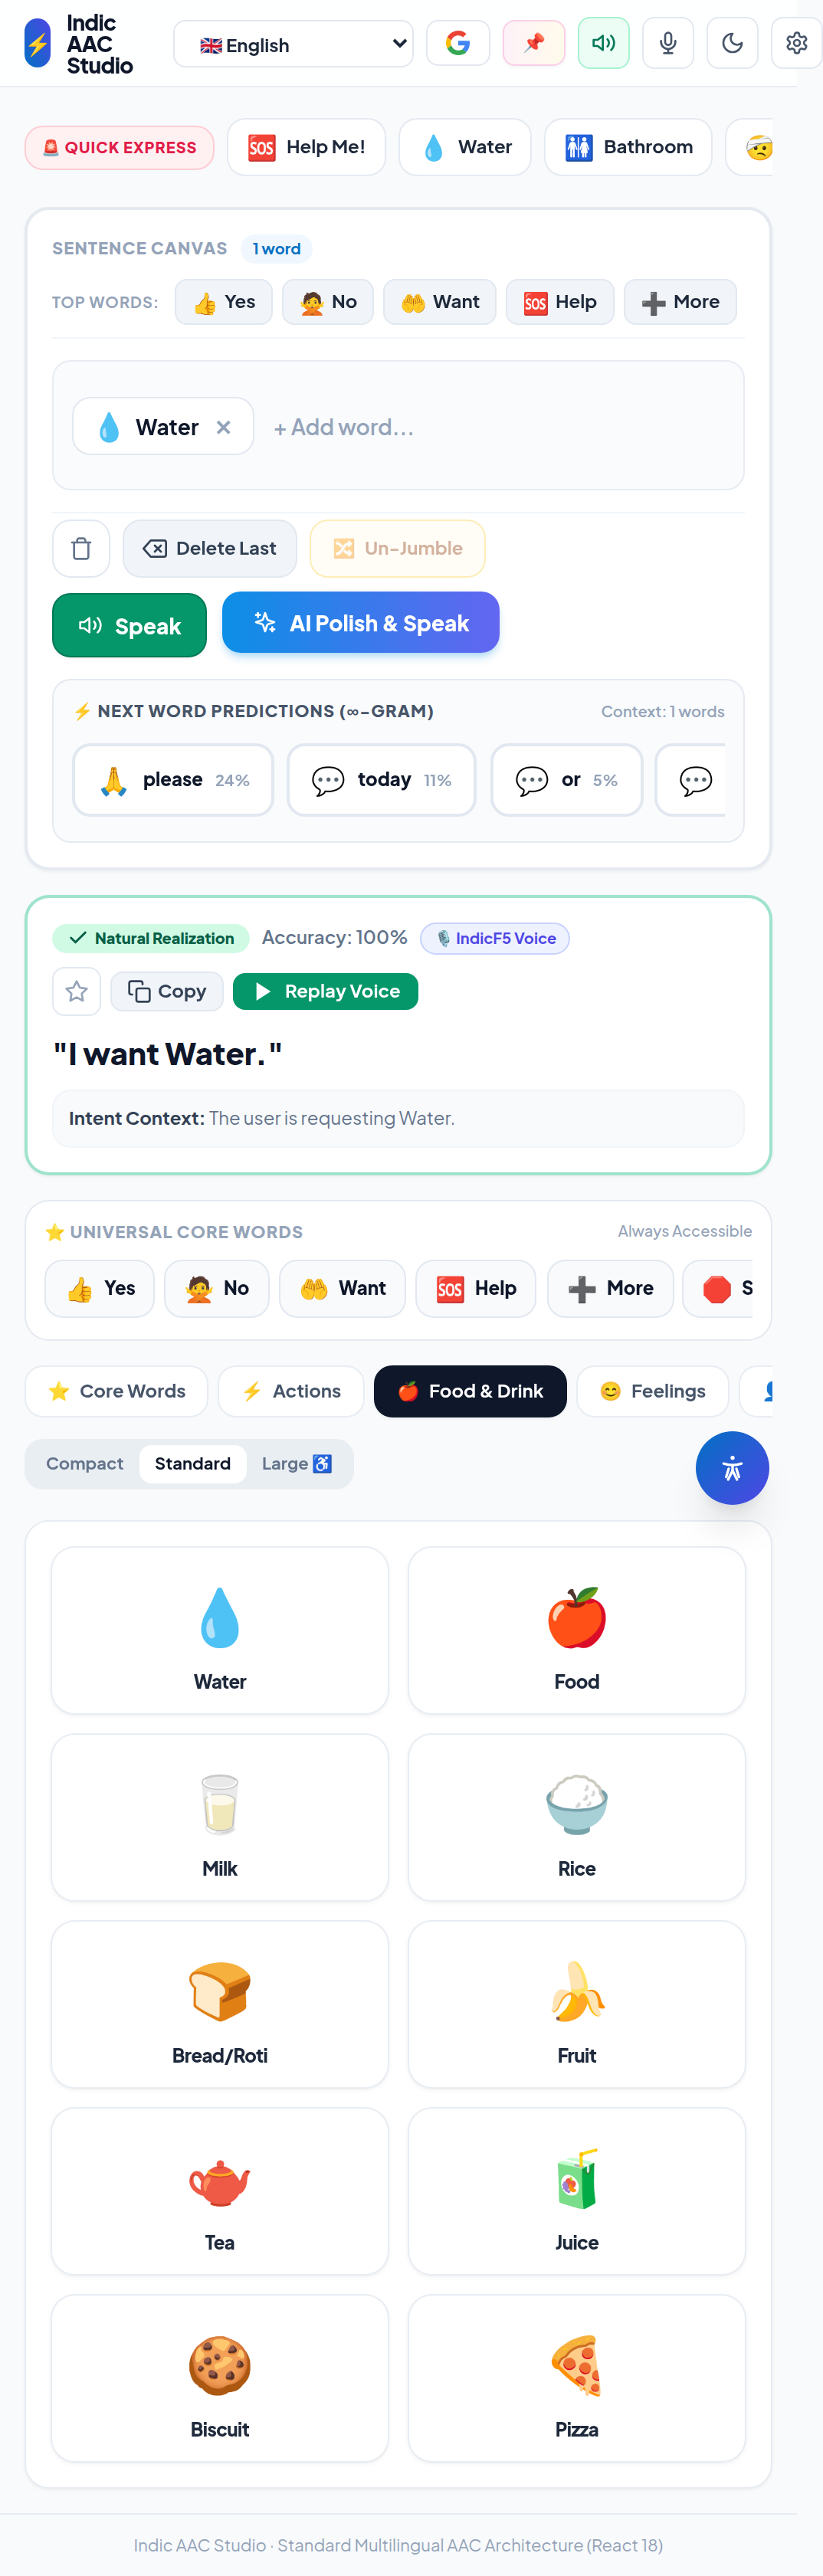 Indic
AAC
Studio
🇬🇧 English
🚨 QUICK EXPRESS
🆘 Help Me!
💧 Water
🚻 Bathroom
SENTENCE CANVAS
1 word
TOP WORDS:
👍 Yes
🙅 No
🤲 Want
🆘 Help
➕ More
💧 Water ✕
+ Add word...
Delete Last
🔀 Un-Jumble
Speak
AI Polish & Speak
⚡ NEXT WORD PREDICTIONS (∞-GRAM)
Context: 1 words
🙏 please 24%
💬 today 11%
💬 or 5%
Natural Realization
Accuracy: 100%
🎙️ IndicF5 Voice
Copy
Replay Voice
"I want Water."
Intent Context: The user is requesting Water.
⭐ UNIVERSAL CORE WORDS
Always Accessible
👍 Yes
🙅 No
🤲 Want
🆘 Help
➕ More
🛑 S
⭐ Core Words
⚡ Actions
🍎 Food & Drink
😊 Feelings
Compact
Standard
Large ♿
Water
Food
Milk
Rice
Bread/Roti
Fruit
Tea
Juice
Biscuit
Pizza
Indic AAC Studio · Standard Multilingual AAC Architecture (React 18)